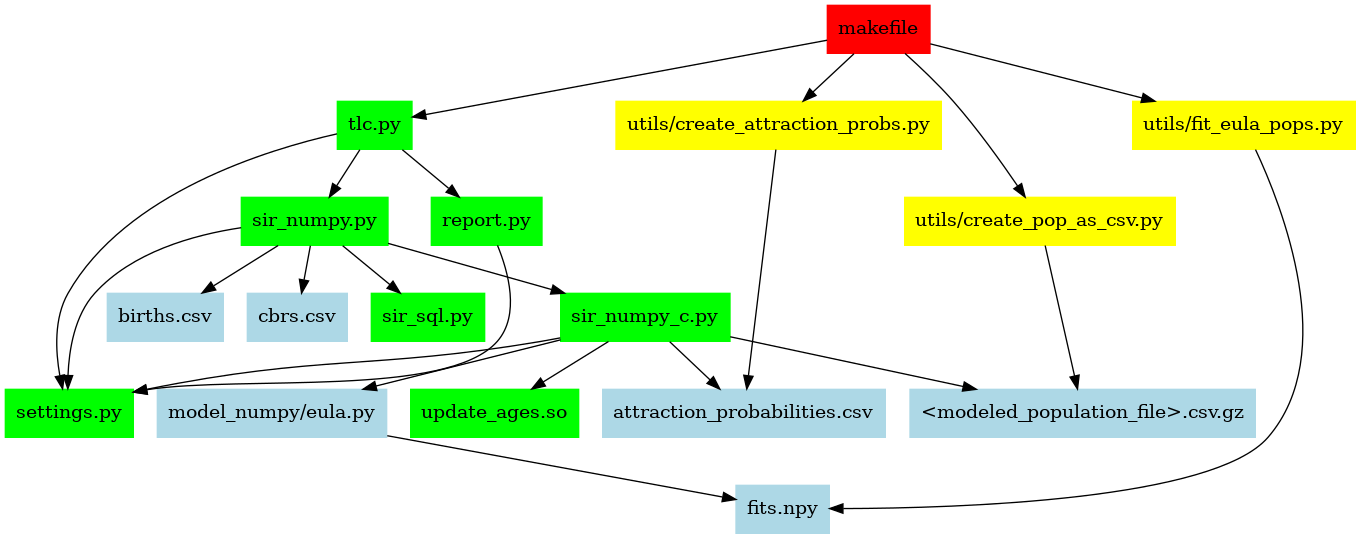 makefile
tlc.py
utils/create_attraction_probs.py
utils/fit_eula_pops.py
sir_numpy.py
report.py
utils/create_pop_as_csv.py
births.csv
cbrs.csv
sir_sql.py
sir_numpy_c.py
settings.py
model_numpy/eula.py
update_ages.so
attraction_probabilities.csv
<modeled_population_file>.csv.gz
fits.npy